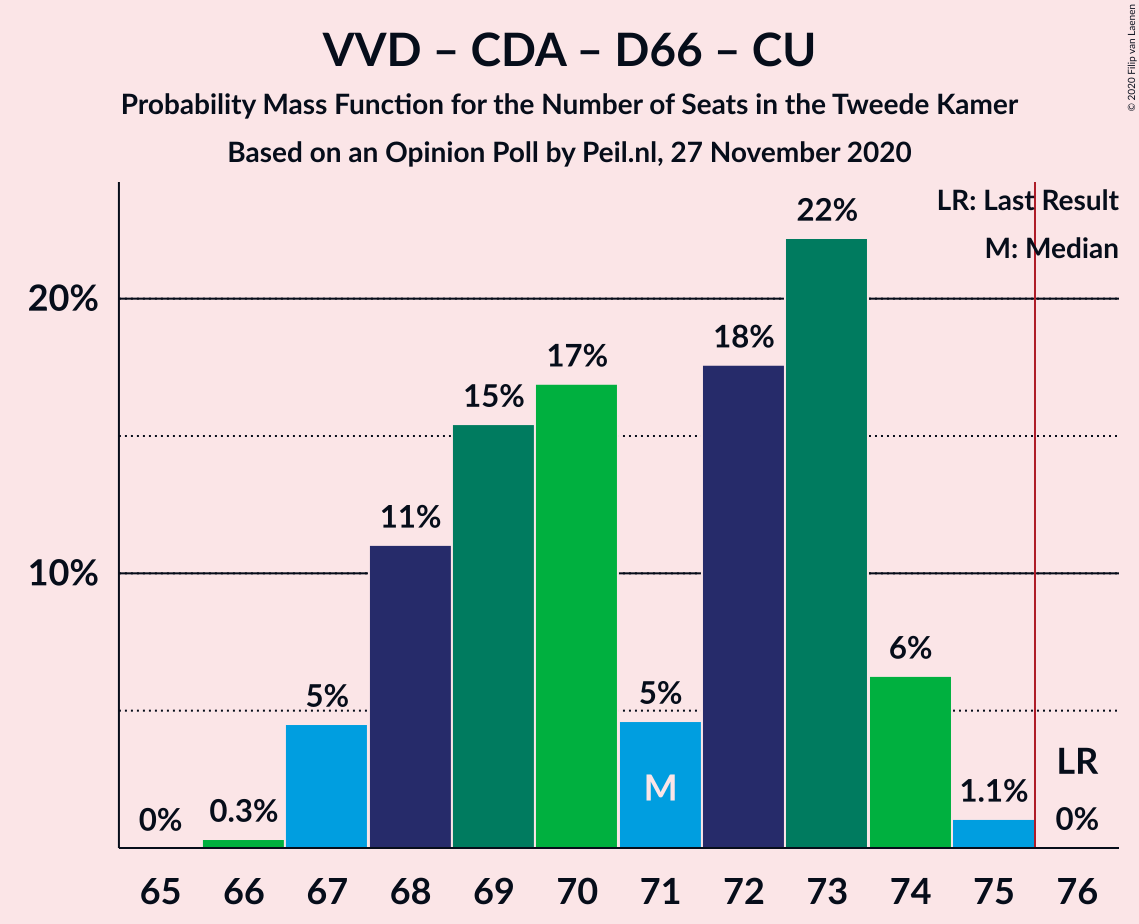 VVD – CDA – D66 – CU
Probability Mass Function for the Number of Seats in the Tweede Kamer
Based on an Opinion Poll by Peil.nl, 27 November 2020
© 2020 Filip van Laenen
LR: Last Result
M: Median
22%
20%
18%
17%
15%
11%
10%
6%
5%
5%
M
LR
0%
0.3%
1.1%
0%
65 66 67 68 69 70 71 72 73 74 75 76